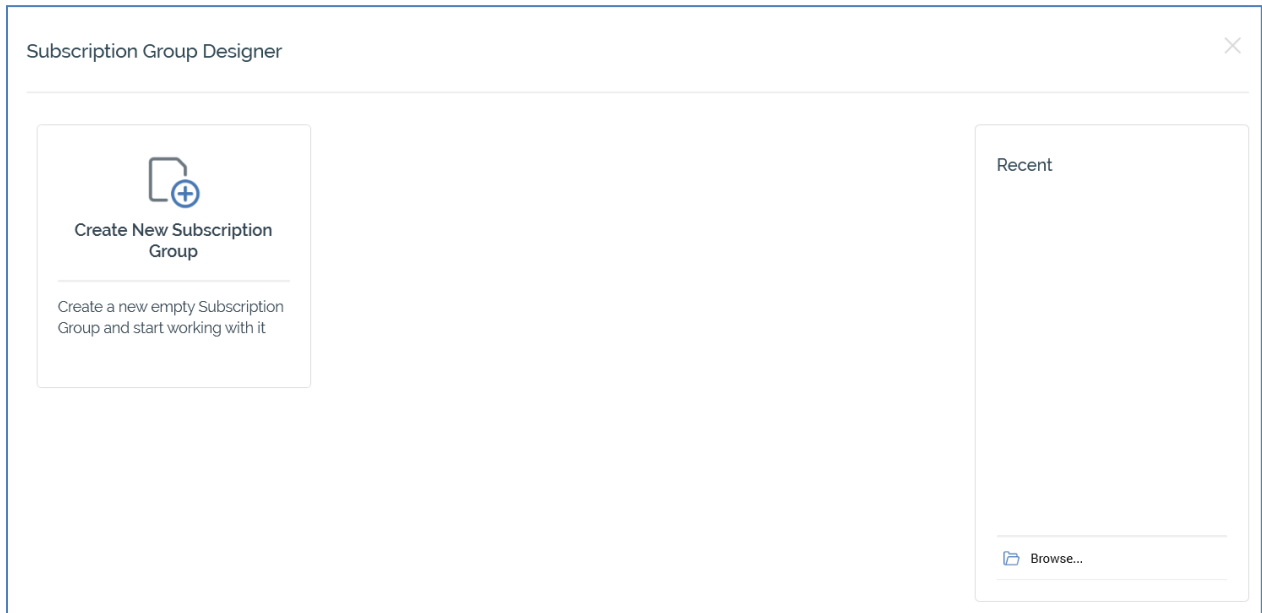 Subscription Group Designer
Create New Subscription
Group
Create a new empty Subscription
Group and start working with it
Recent
Browse...